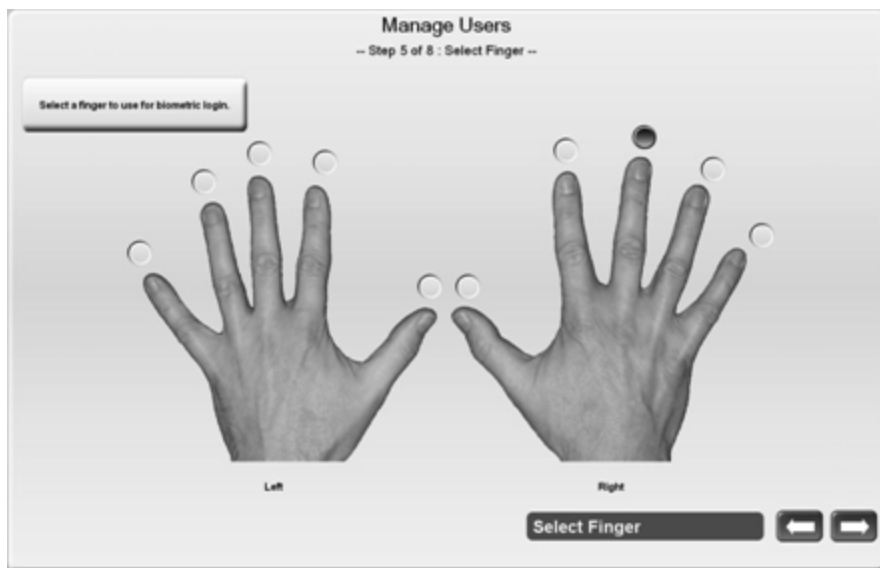 Manage Users
-- Step 5 of 8 : Select Finger --
Select a finger to use for biometric login.
Left
Right
Select Finger